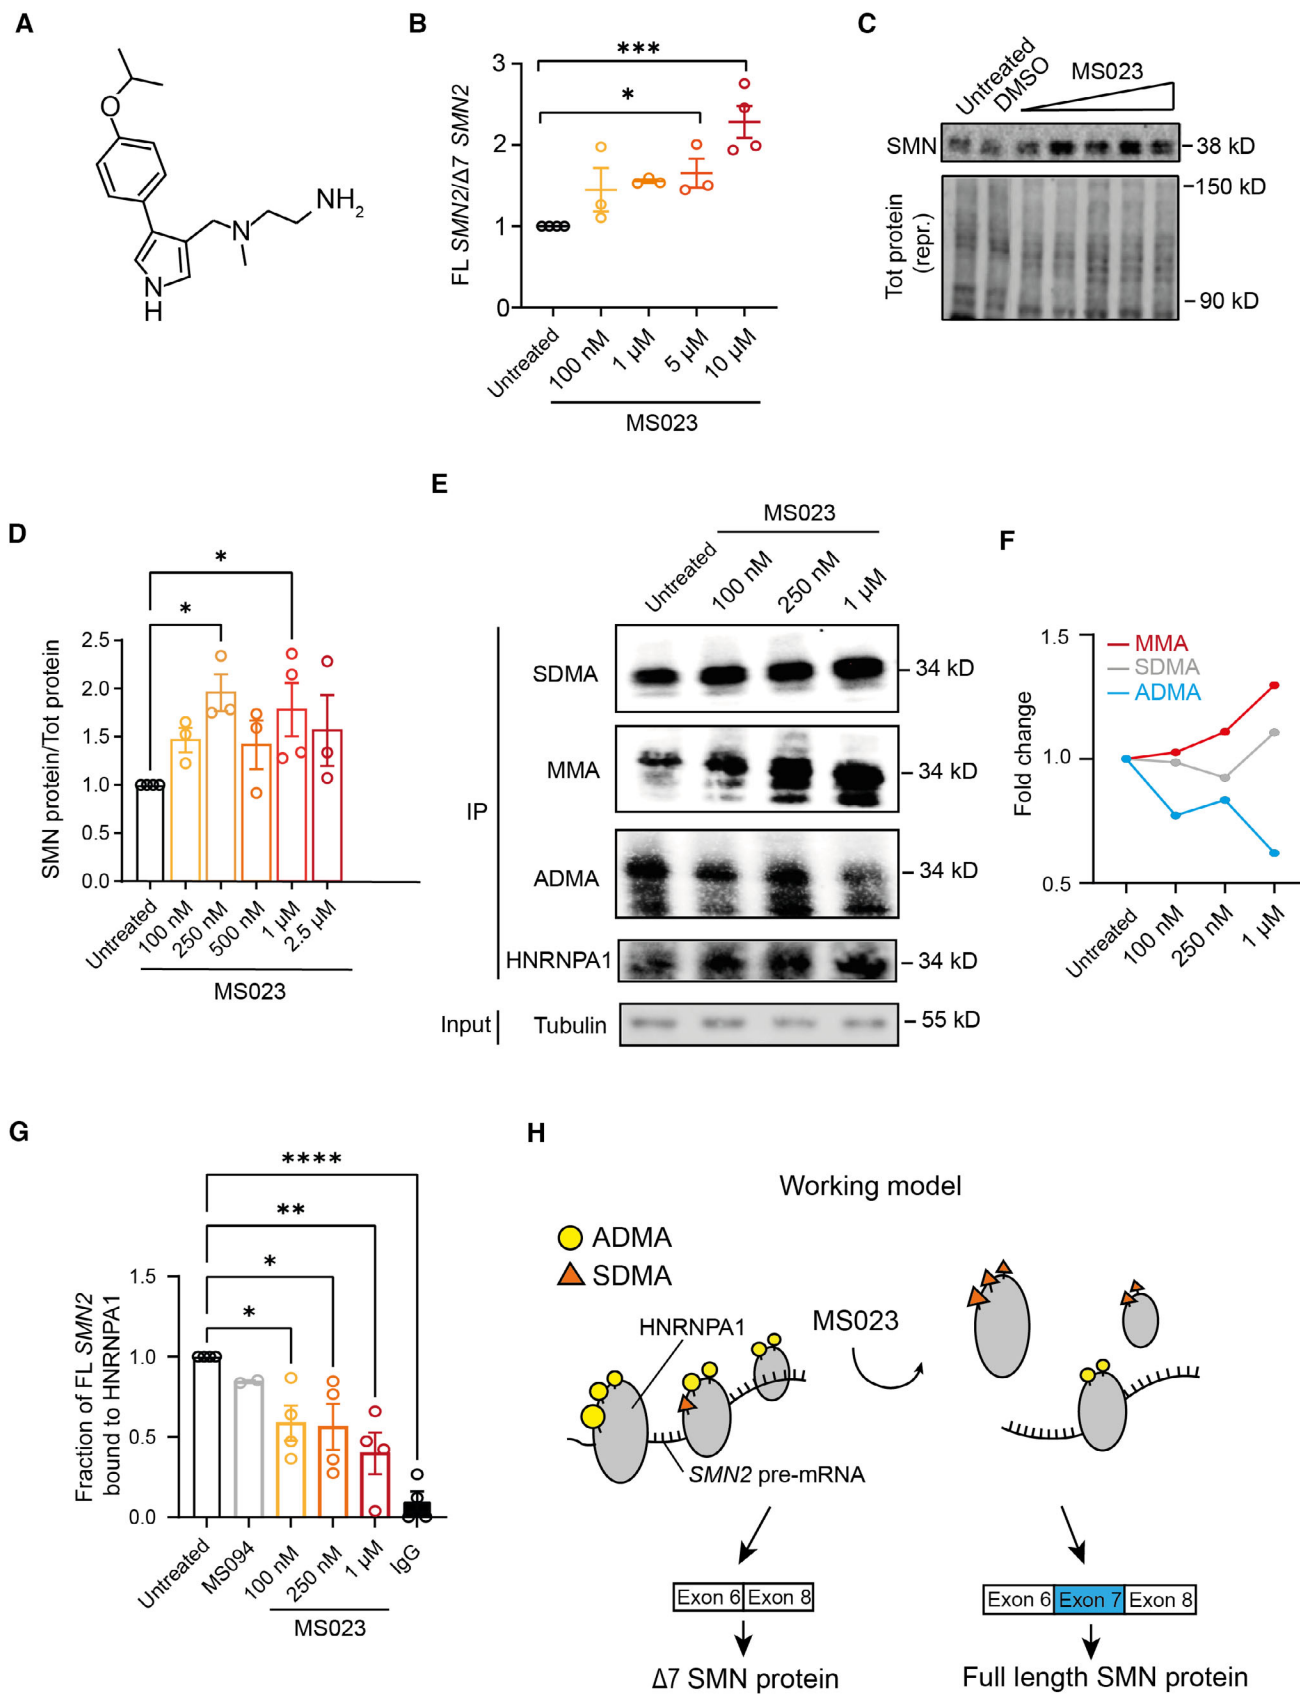 A
O
N
NH2
N
H
B
***
*
FL SMN2/Δ7 SMN2
3
2
1
0
Untreated
100 nM
1 µM
5 µM
10 µM
MS023
C
Untreated
DMSO
MS023
SMN
38 kD
150 kD
Tot protein
(repr.)
90 kD
D
*
*
SMN protein/Tot protein
2.5
2.0
1.5
1.0
0.5
0.0
Untreated
100 nM
250 nM
500 nM
1 µM
2.5 µM
MS023
E
MS023
Untreated
100 nM
250 nM
1 µM
IP
SDMA
34 kD
MMA
34 kD
ADMA
34 kD
HNRNPA1
34 kD
Input
Tubulin
55 kD
F
Fold change
1.5
1.0
0.5
MMA
SDMA
ADMA
Untreated
100 nM
250 nM
1 µM
G
****
**
*
*
Fraction of FL SMN2
bound to HNRNPA1
1.5
1.0
0.5
0.0
Untreated
MS094
100 nM
250 nM
1 µM
IgG
MS023
H
Working model
ADMA
SDMA
HNRNPA1
MS023
SMN2 pre-mRNA
Exon 6 Exon 8
Exon 6 Exon 7 Exon 8
Δ7 SMN protein
Full length SMN protein